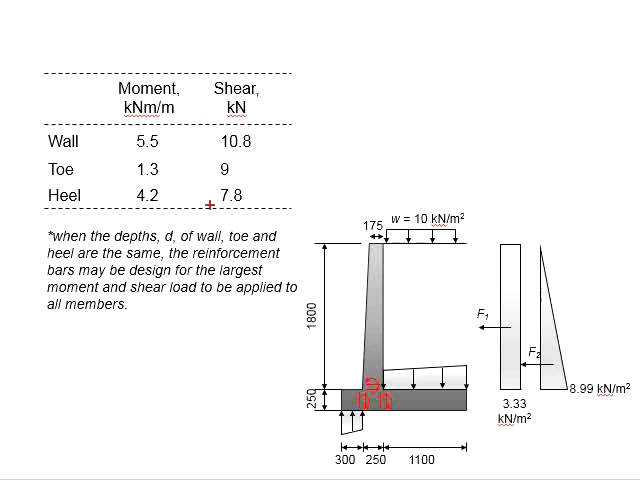 Moment, Shear,
kNm/m kN
Wall 5.5 10.8
Toe 1.3 9
Heel 4.2 7.8
*when the depths, d, of wall, toe and
heel are the same, the reinforcement
bars may be design for the largest
moment and shear load to be applied to
all members.
175 w = 10 kN/m²
1800
F₁
F₂
250
8.99 kN/m²
3.33
kN/m²
300 250 1100